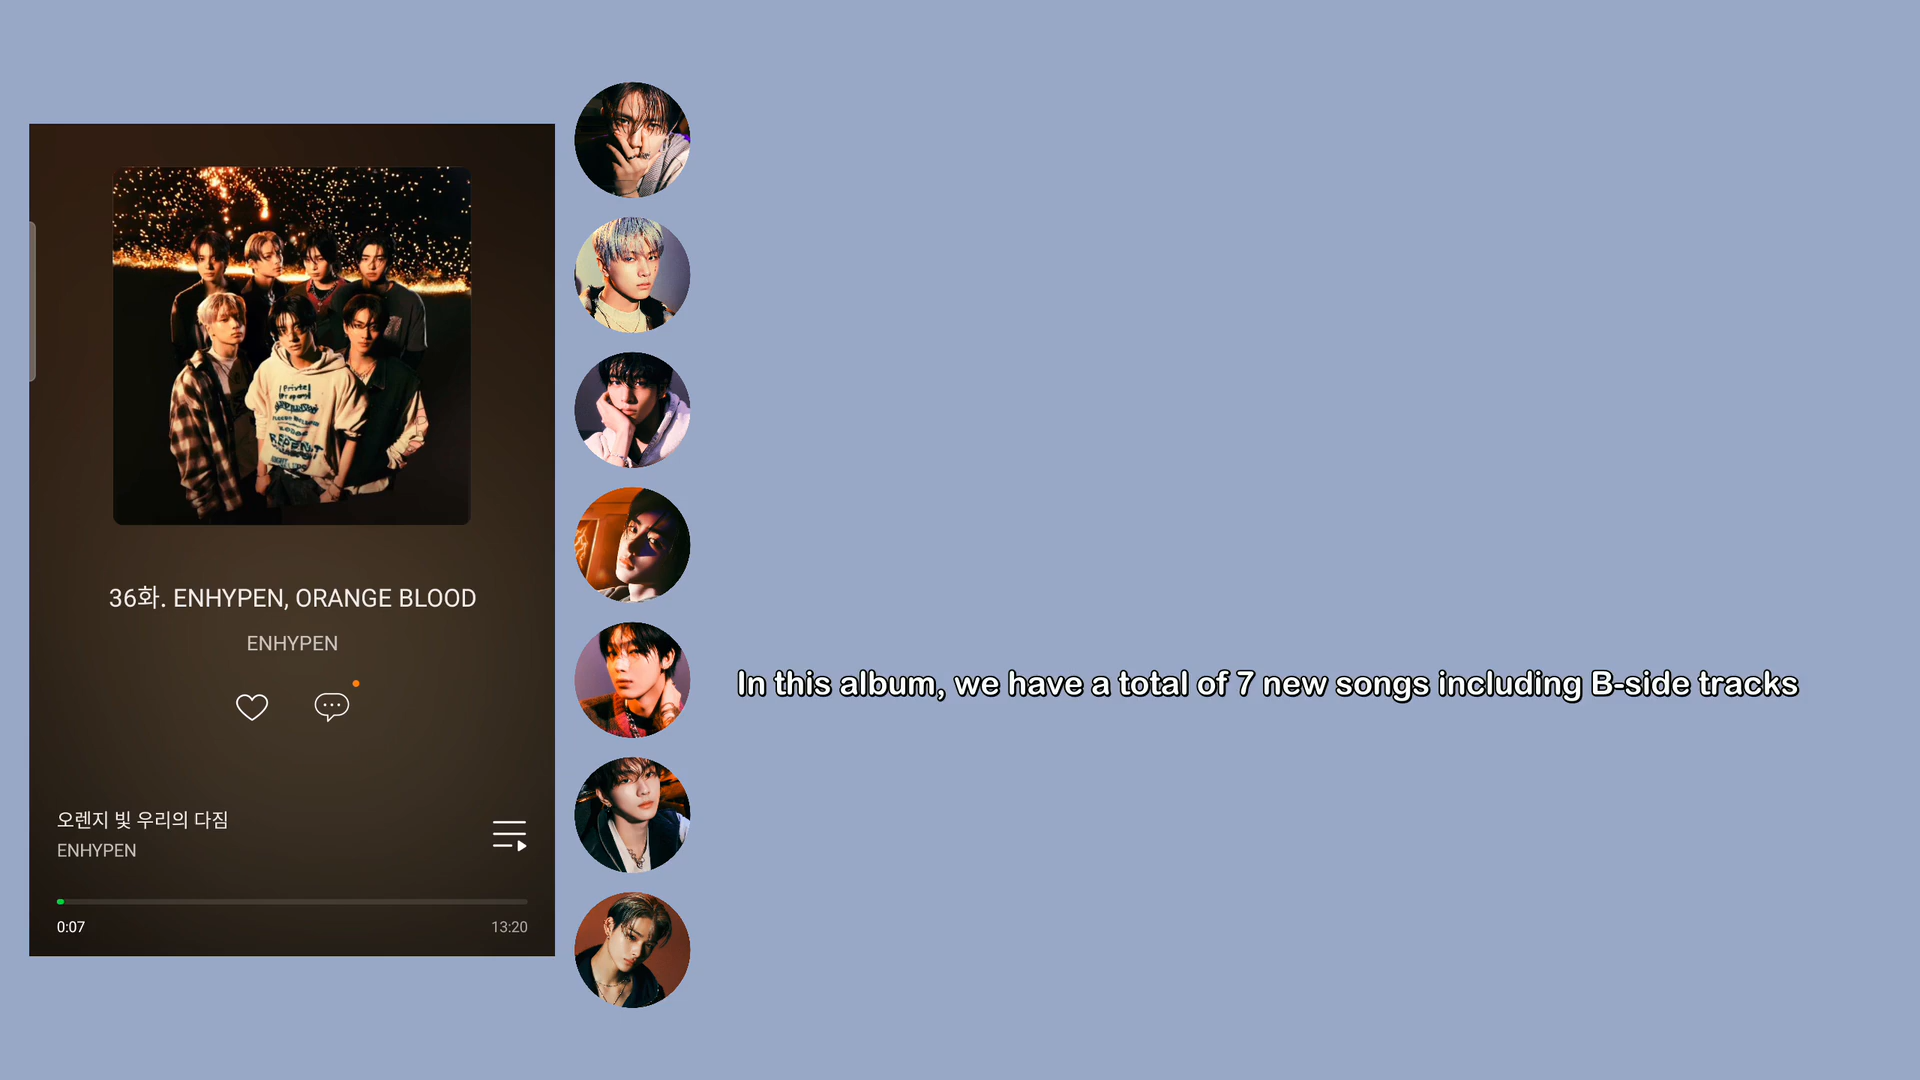 36화. ENHYPEN, ORANGE BLOOD
ENHYPEN
오렌지 빛 우리의 다짐
ENHYPEN
0:07
13:20
In this album, we have a total of 7 new songs including B-side tracks